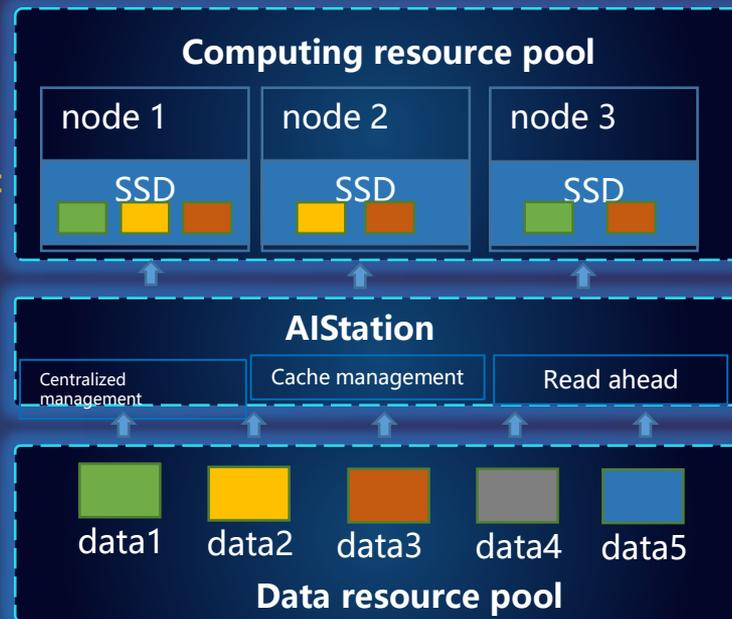 Computing resource pool
node 1
node 2
node 3
SSD
SSD
SSD
AIStation
Centralized
management
Cache management
Read ahead
data1
data2
data3
data4
data5
Data resource pool